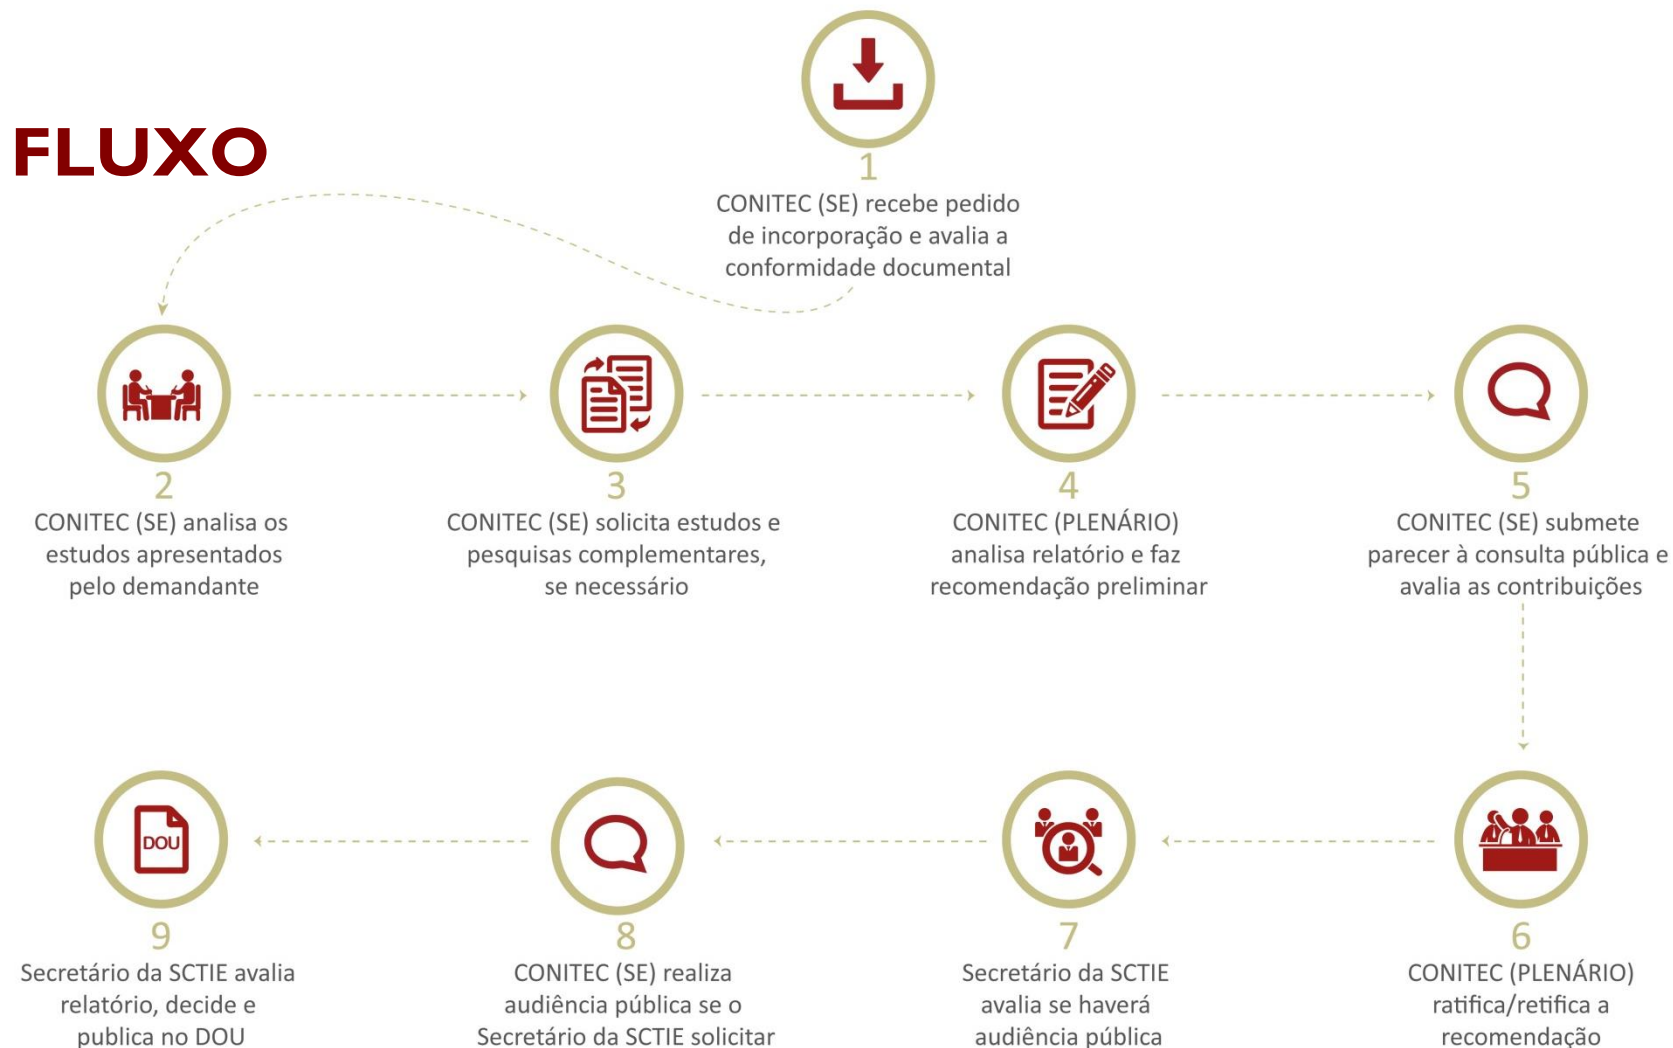 FLUXO
1
CONITEC (SE) recebe pedido
de incorporação e avalia a
conformidade documental
2
CONITEC (SE) analisa os
estudos apresentados
pelo demandante
3
CONITEC (SE) solicita estudos e
pesquisas complementares,
se necessário
4
CONITEC (PLENÁRIO)
analisa relatório e faz
recomendação preliminar
5
CONITEC (SE) submete
parecer à consulta pública e
avalia as contribuições
6
CONITEC (PLENÁRIO)
ratifica/retifica a
recomendação
7
Secretário da SCTIE
avalia se haverá
audiência pública
8
CONITEC (SE) realiza
audiência pública se o
Secretário da SCTIE solicitar
DOU
9
Secretário da SCTIE avalia
relatório, decide e
publica no DOU